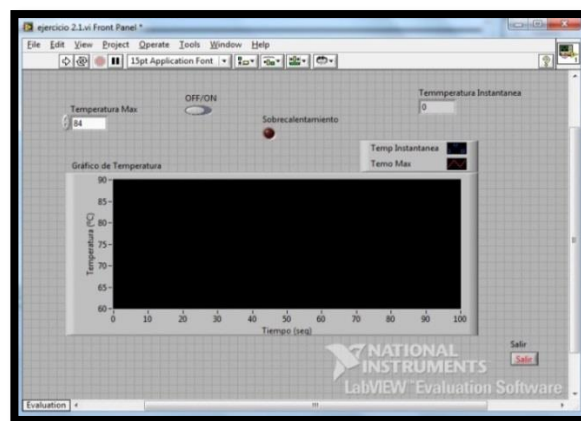 ejercicio 2.1.vi Front Panel *
File Edit View Project Operate Tools Window Help
15pt Application Font
OFF/ON
Temmperatura Instantanea
0
Temperatura Max
84
Sobrecalentamiento
Temp Instantanea
Temo Max
Gráfico de Temperatura
90
85
80
75
70
65
60
Temperatura (ºC)
0 10 20 30 40 50 60 70 80 90 100
Tiempo (seg)
Salir
Salir
NATIONAL
INSTRUMENTS
LabVIEW™ Evaluation Software
Evaluation